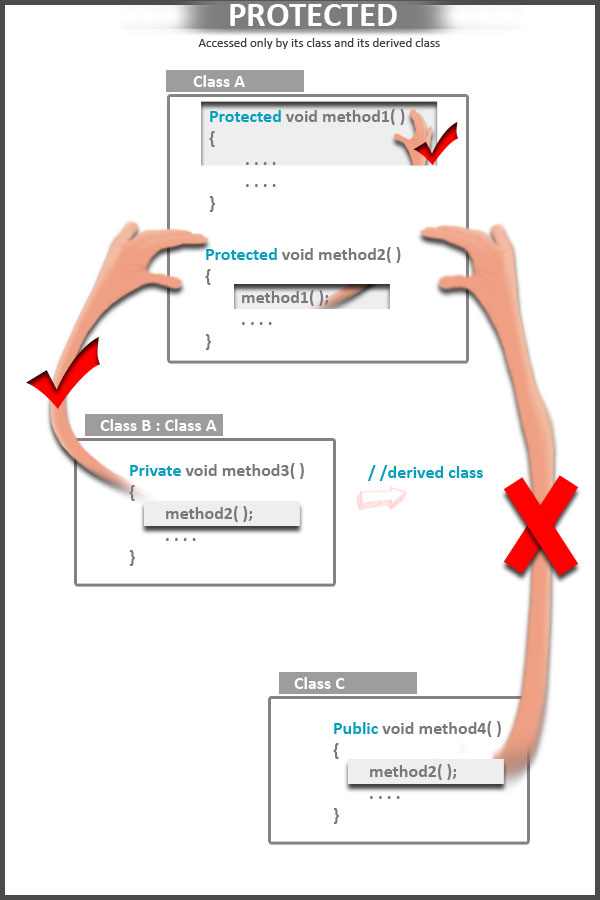 PROTECTED
Accessed only by its class and its derived class
Class A
Protected void method1( )
{
. . . .
. . . .
}
Protected void method2( )
{
method1( );
. . . .
}
Class B : Class A
Private void method3( )
{
method2( );
. . . .
}
/ /derived class
Class C
Public void method4( )
{
method2( );
. . . .
}